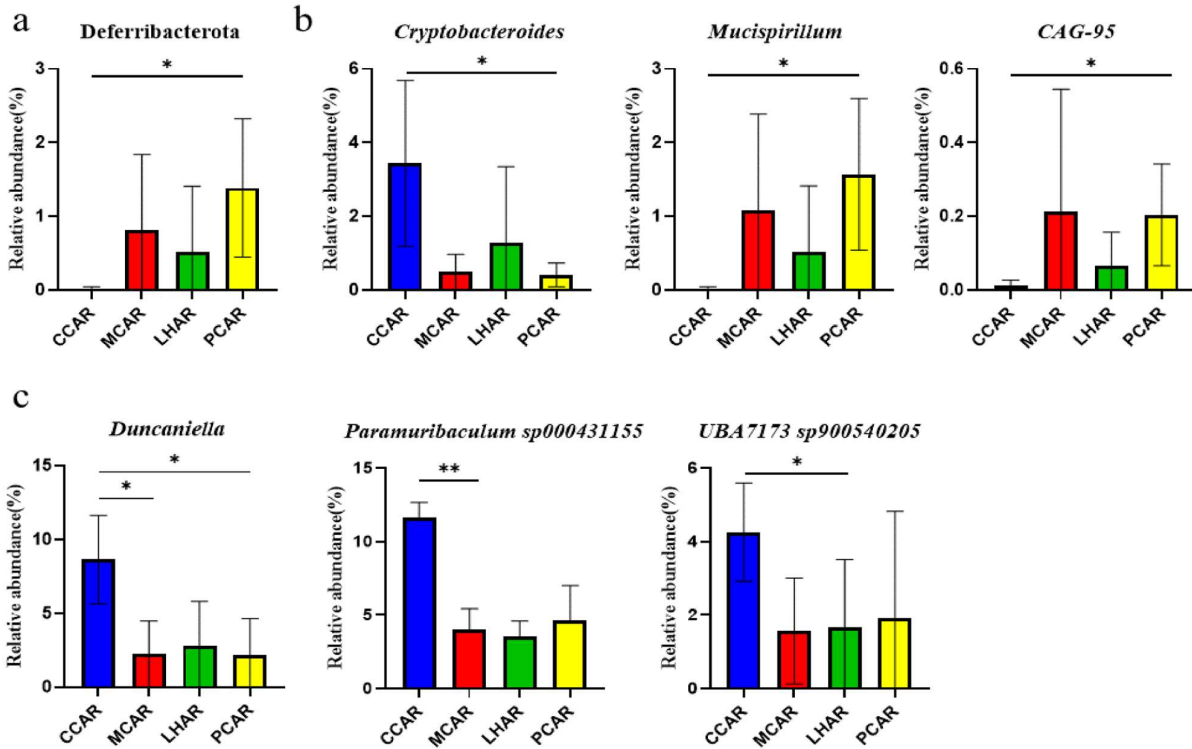 a
Deferribacterota
*
Relative abundance(%)
3
2
1
0
CCAR
MCAR
LHAR
PCAR
b
Cryptobacteroides
*
Relative abundance(%)
6
4
2
0
CCAR
MCAR
LHAR
PCAR
Mucispirillum
*
Relative abundance(%)
3
2
1
0
CCAR
MCAR
LHAR
PCAR
CAG-95
*
Relative abundance(%)
0.6
0.4
0.2
0.0
CCAR
MCAR
LHAR
PCAR
c
Duncaniella
*
*
Relative abundance(%)
15
10
5
0
CCAR
MCAR
LHAR
PCAR
Paramuribaculum sp000431155
**
Relative abundance(%)
15
10
5
0
CCAR
MCAR
LHAR
PCAR
UBA7173 sp900540205
*
Relative abundance(%)
6
4
2
0
CCAR
MCAR
LHAR
PCAR